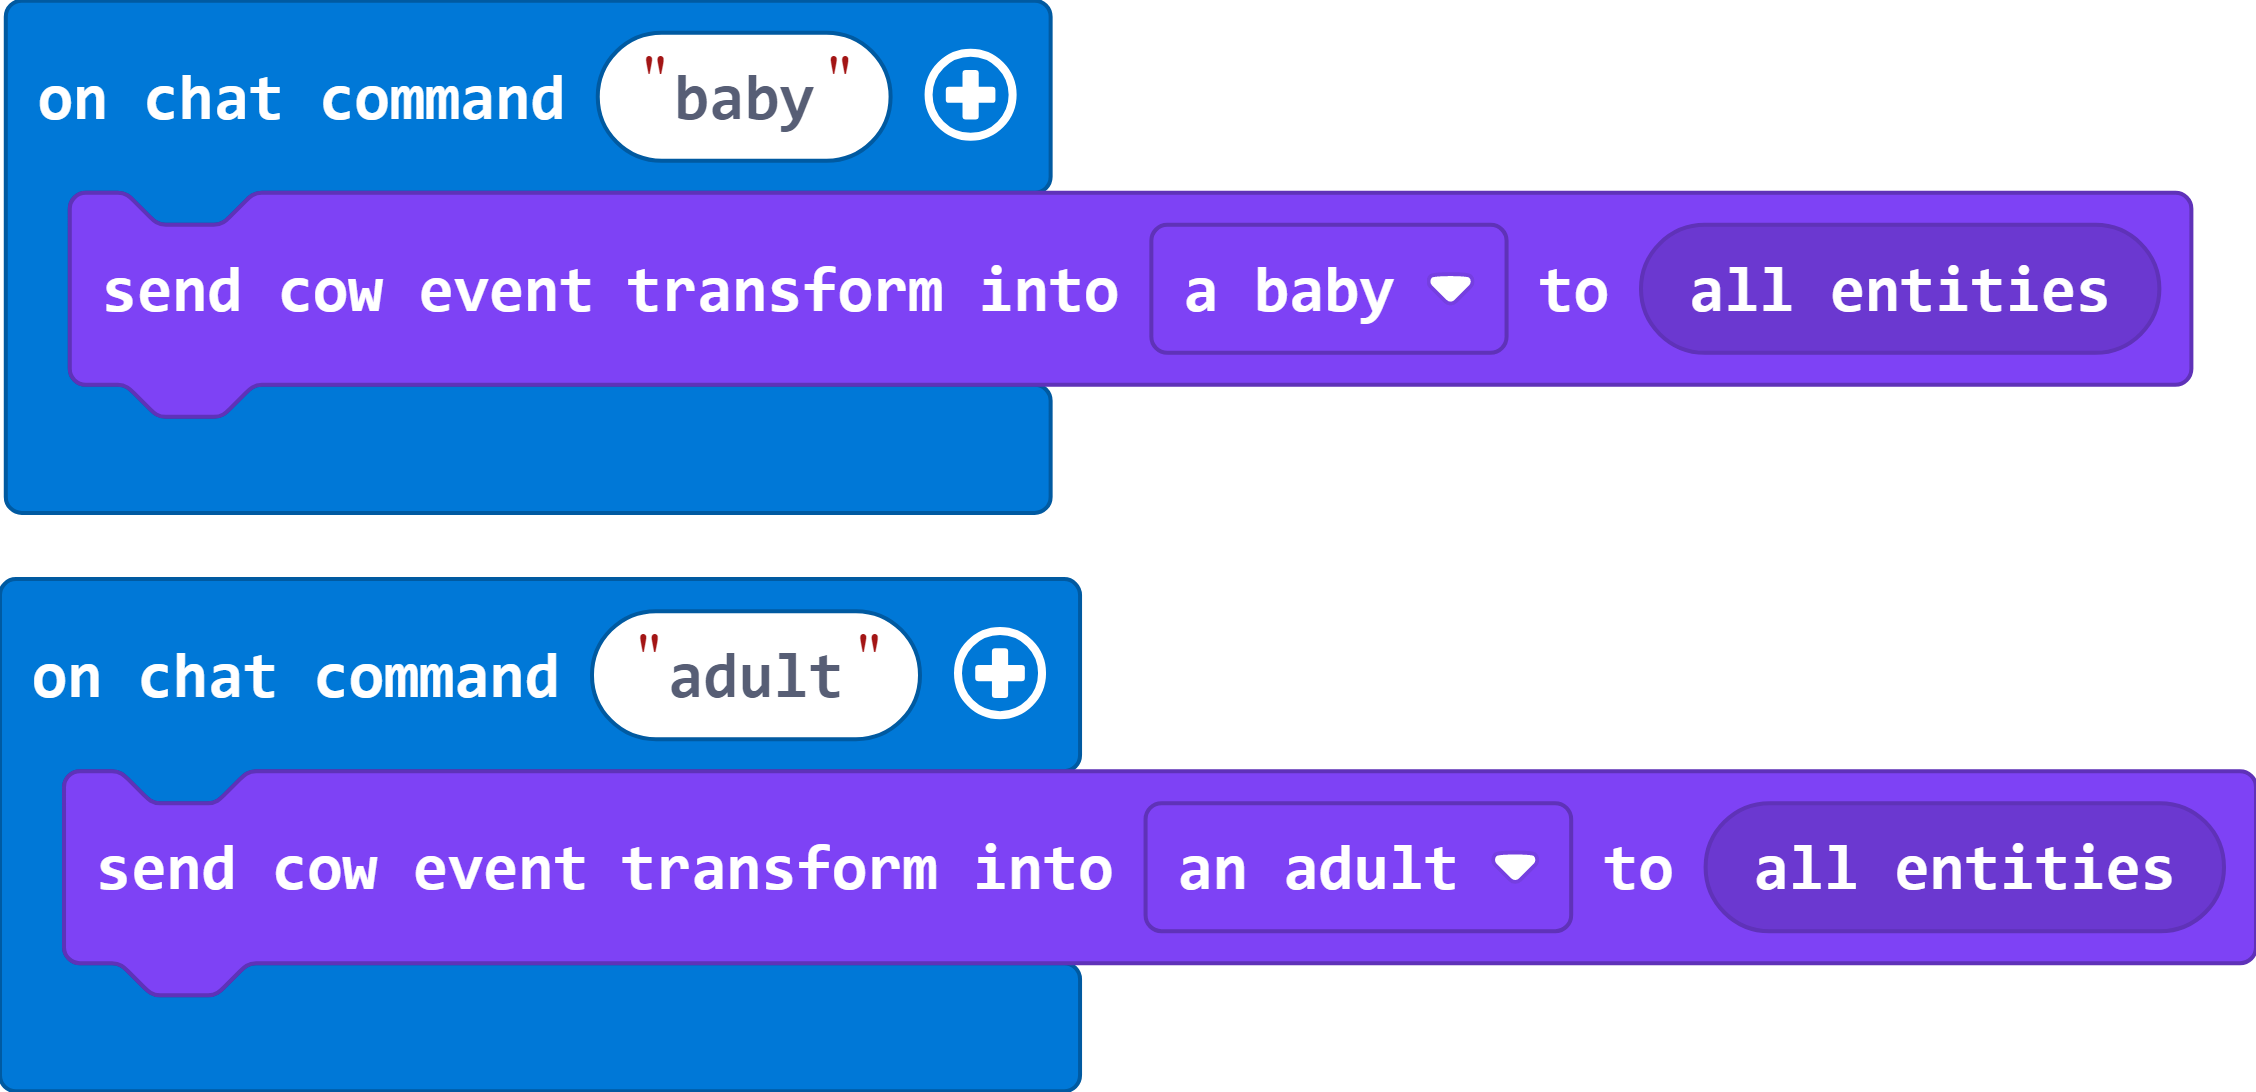 on chat command "baby"
send cow event transform into a baby to all entities
on chat command "adult"
send cow event transform into an adult to all entities